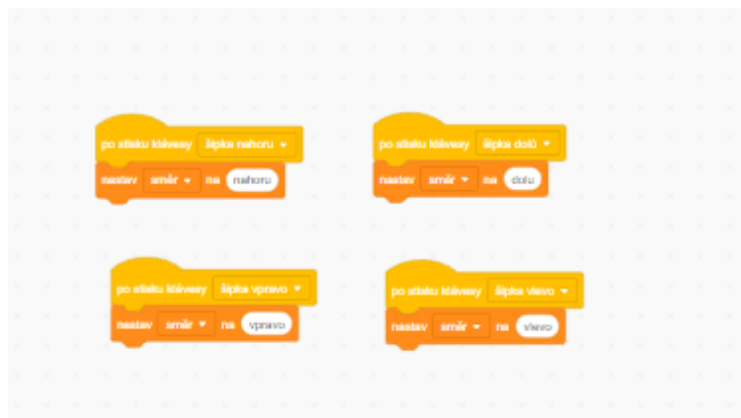 po stisku klávesy šipka nahoru
po stisku klávesy šipka dolů
nastav směr na nahoru
nastav směr na dolu
po stisku klávesy šipka vpravo
po stisku klávesy šipka vlevo
nastav směr na vpravo
nastav směr na vlevo